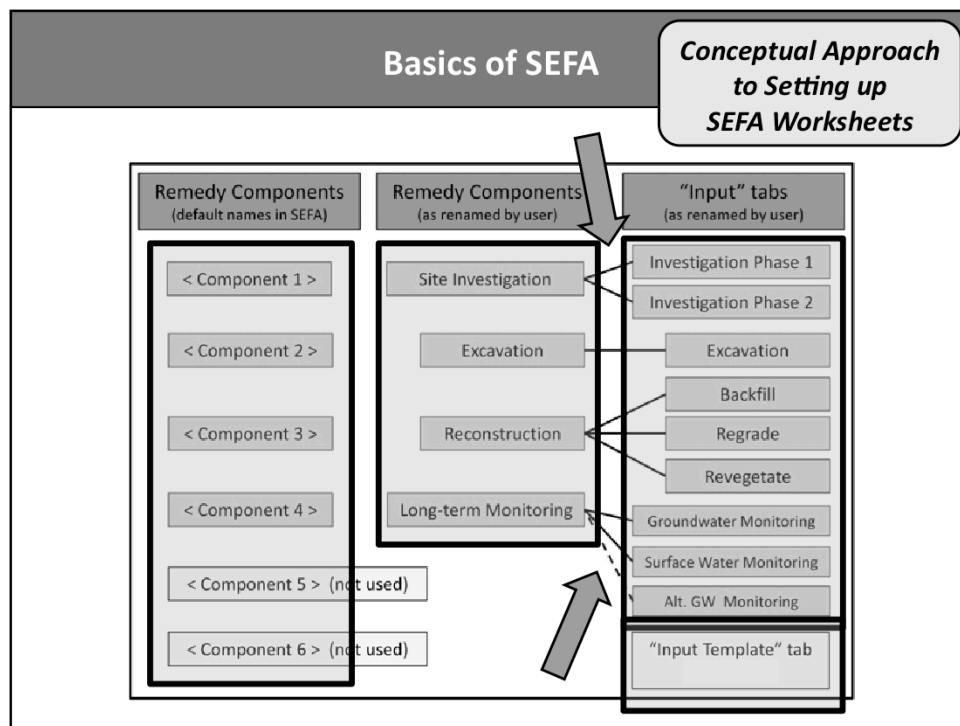 Basics of SEFA
Conceptual Approach
to Setting up
SEFA Worksheets
Remedy Components
(default names in SEFA)
< Component 1 >
< Component 2 >
< Component 3 >
< Component 4 >
< Component 5 > (not used)
< Component 6 > (not used)
Remedy Components
(as renamed by user)
Site Investigation
Excavation
Reconstruction
Long-term Monitoring
“Input” tabs
(as renamed by user)
Investigation Phase 1
Investigation Phase 2
Excavation
Backfill
Regrade
Revegetate
Groundwater Monitoring
Surface Water Monitoring
Alt. GW Monitoring
“Input Template” tab